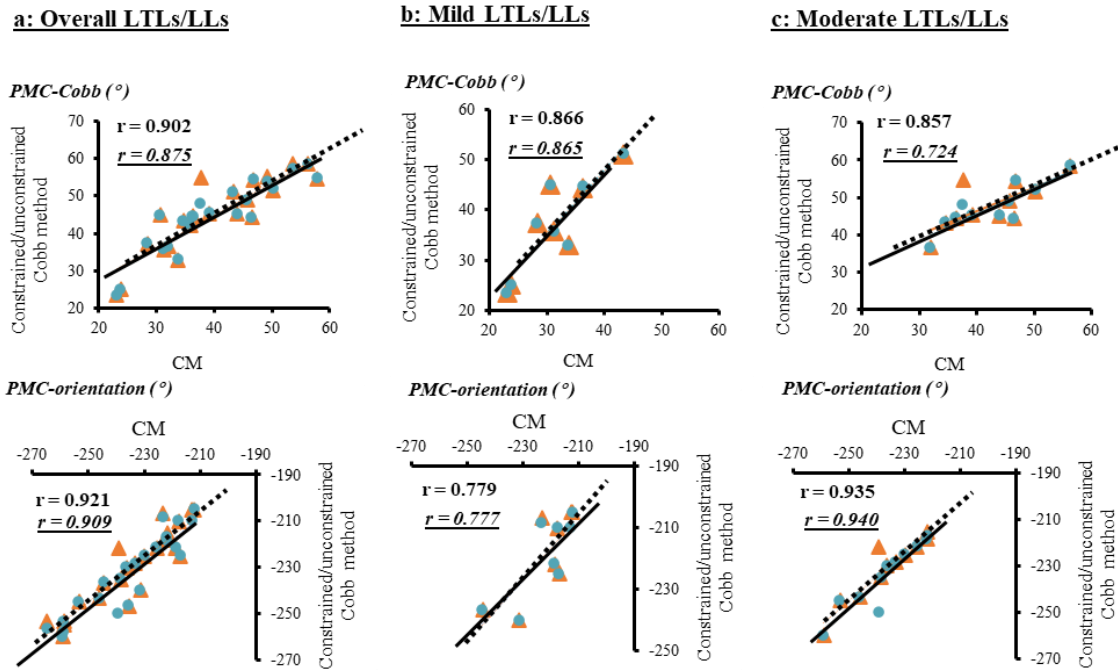 a: Overall LTLs/LLs
b: Mild LTLs/LLs
c: Moderate LTLs/LLs
PMC-Cobb (°)
Constrained/unconstrained
Cobb method
70
60
50
40
30
20
r = 0.902
r = 0.875
20 30 40 50 60
CM
PMC-Cobb (°)
Constrained/unconstrained
Cobb method
60
50
40
30
20
r = 0.866
r = 0.865
20 30 40 50 60
CM
PMC-Cobb (°)
Constrained/unconstrained
Cobb method
70
60
50
40
30
20
r = 0.857
r = 0.724
20 30 40 50 60
CM
PMC-orientation (°)
CM
-270 -250 -230 -210 -190
-190
-210
-230
-250
-270
r = 0.921
r = 0.909
Constrained/unconstrained
Cobb method
PMC-orientation (°)
CM
-270 -250 -230 -210 -190
-190
-210
-230
-250
-270
r = 0.779
r = 0.777
Constrained/unconstrained
Cobb method
PMC-orientation (°)
CM
-270 -250 -230 -210 -190
-190
-210
-230
-250
-270
r = 0.935
r = 0.940
Constrained/unconstrained
Cobb method